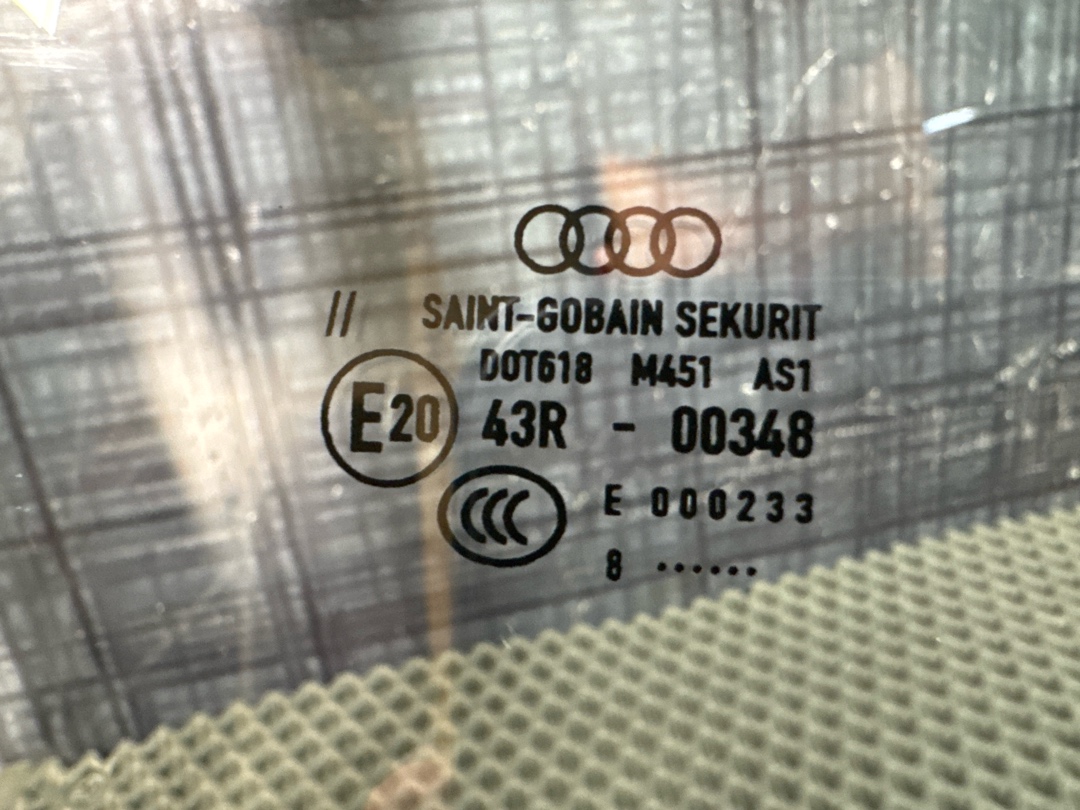 // SAINT-GOBAIN SEKURIT
DOT618 M451 AS1
E20 43R - 00348
CCC E 000233
8 ......